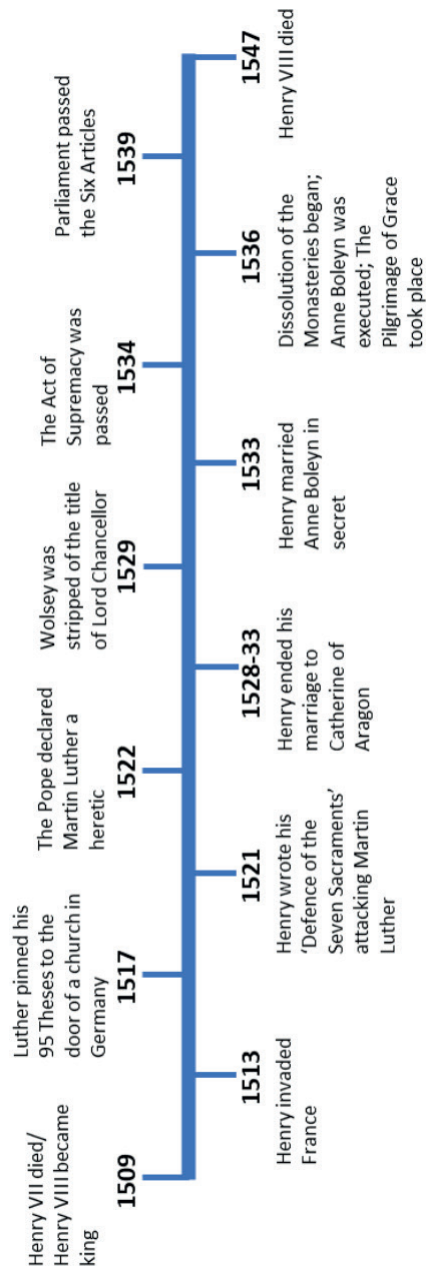 Henry VII died/
Henry VIII became
king
1509
1513
Henry invaded
France
Luther pinned his
95 Theses to the
door of a church in
Germany
1517
1521
Henry wrote his
‘Defence of the
Seven Sacraments’
attacking Martin
Luther
The Pope declared
Martin Luther a
heretic
1522
1528-33
Henry ended his
marriage to
Catherine of
Aragon
Wolsey was
stripped of the title
of Lord Chancellor
1529
1533
Henry married
Anne Boleyn in
secret
The Act of
Supremacy was
passed
1534
1536
Dissolution of the
Monasteries began;
Anne Boleyn was
executed; The
Pilgrimage of Grace
took place
Parliament passed
the Six Articles
1539
1547
Henry VIII died